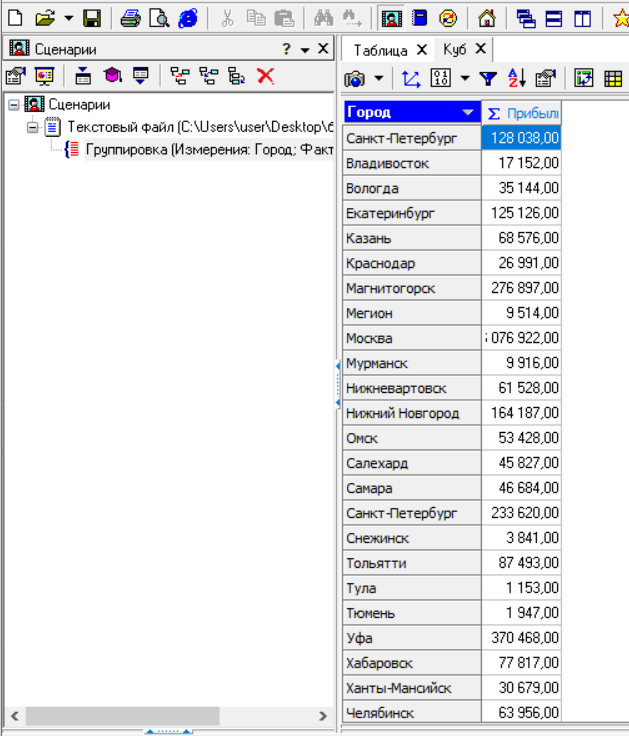 Сценарии
? X
Таблица X Куб X
Сценарии
Текстовый файл (C:\Users\user\Desktop\б
Группировка (Измерения: Город; Факт
Город Σ Прибыл
Санкт-Петербург 128 038,00
Владивосток 17 152,00
Вологда 35 144,00
Екатеринбург 125 126,00
Казань 68 576,00
Краснодар 26 991,00
Магнитогорск 276 897,00
Мегион 9 514,00
Москва 076 922,00
Мурманск 9 916,00
Нижневартовск 61 528,00
Нижний Новгород 164 187,00
Омск 53 428,00
Салехард 45 827,00
Самара 46 684,00
Санкт-Петербург 233 620,00
Снежинск 3 841,00
Тольятти 87 493,00
Тула 1 153,00
Тюмень 1 947,00
Уфа 370 468,00
Хабаровск 77 817,00
Ханты-Мансийск 30 679,00
Челябинск 63 956,00